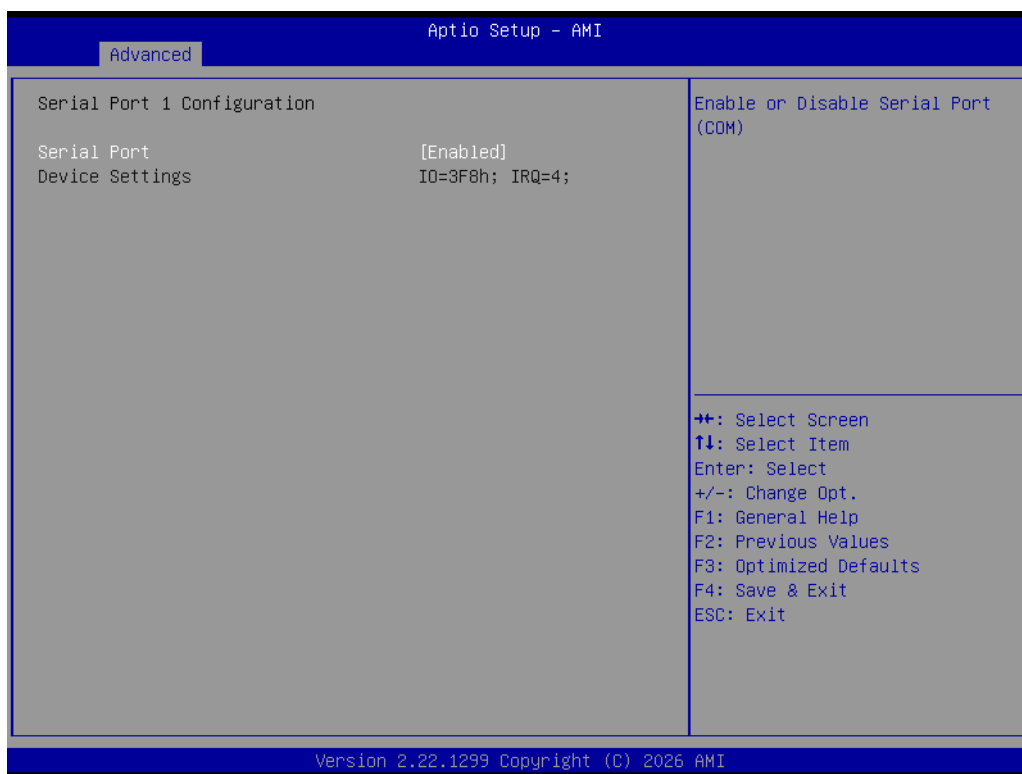 Aptio Setup – AMI
Advanced
Serial Port 1 Configuration
Serial Port [Enabled]
Device Settings IO=3F8h; IRQ=4;
Enable or Disable Serial Port
(COM)
→←: Select Screen
↑↓: Select Item
Enter: Select
+/-: Change Opt.
F1: General Help
F2: Previous Values
F3: Optimized Defaults
F4: Save & Exit
ESC: Exit
Version 2.22.1299 Copyright (C) 2026 AMI